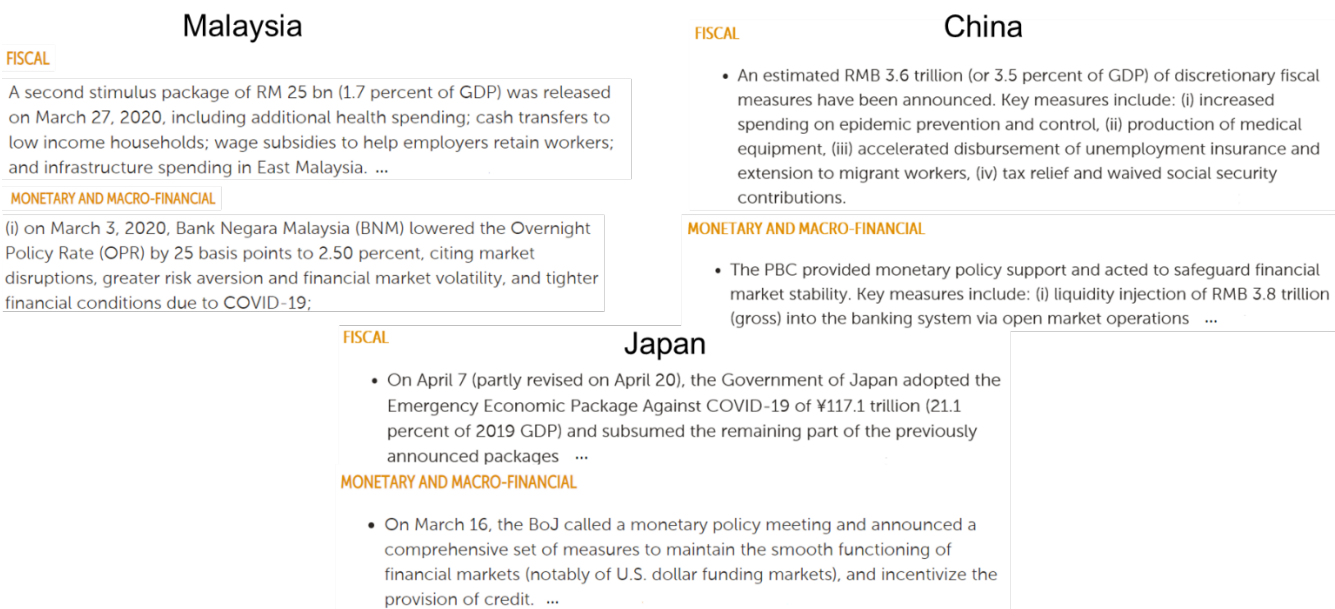 Malaysia
FISCAL
A second stimulus package of RM 25 bn (1.7 percent of GDP) was released
on March 27, 2020, including additional health spending; cash transfers to
low income households; wage subsidies to help employers retain workers;
and infrastructure spending in East Malaysia. ...
MONETARY AND MACRO-FINANCIAL
(i) on March 3, 2020, Bank Negara Malaysia (BNM) lowered the Overnight
Policy Rate (OPR) by 25 basis points to 2.50 percent, citing market
disruptions, greater risk aversion and financial market volatility, and tighter
financial conditions due to COVID-19;
China
FISCAL
• An estimated RMB 3.6 trillion (or 3.5 percent of GDP) of discretionary fiscal
measures have been announced. Key measures include: (i) increased
spending on epidemic prevention and control, (ii) production of medical
equipment, (iii) accelerated disbursement of unemployment insurance and
extension to migrant workers, (iv) tax relief and waived social security
contributions.
MONETARY AND MACRO-FINANCIAL
• The PBC provided monetary policy support and acted to safeguard financial
market stability. Key measures include: (i) liquidity injection of RMB 3.8 trillion
(gross) into the banking system via open market operations ...
Japan
FISCAL
• On April 7 (partly revised on April 20), the Government of Japan adopted the
Emergency Economic Package Against COVID-19 of ¥117.1 trillion (21.1
percent of 2019 GDP) and subsumed the remaining part of the previously
announced packages ...
MONETARY AND MACRO-FINANCIAL
• On March 16, the BoJ called a monetary policy meeting and announced a
comprehensive set of measures to maintain the smooth functioning of
financial markets (notably of U.S. dollar funding markets), and incentivize the
provision of credit. ...